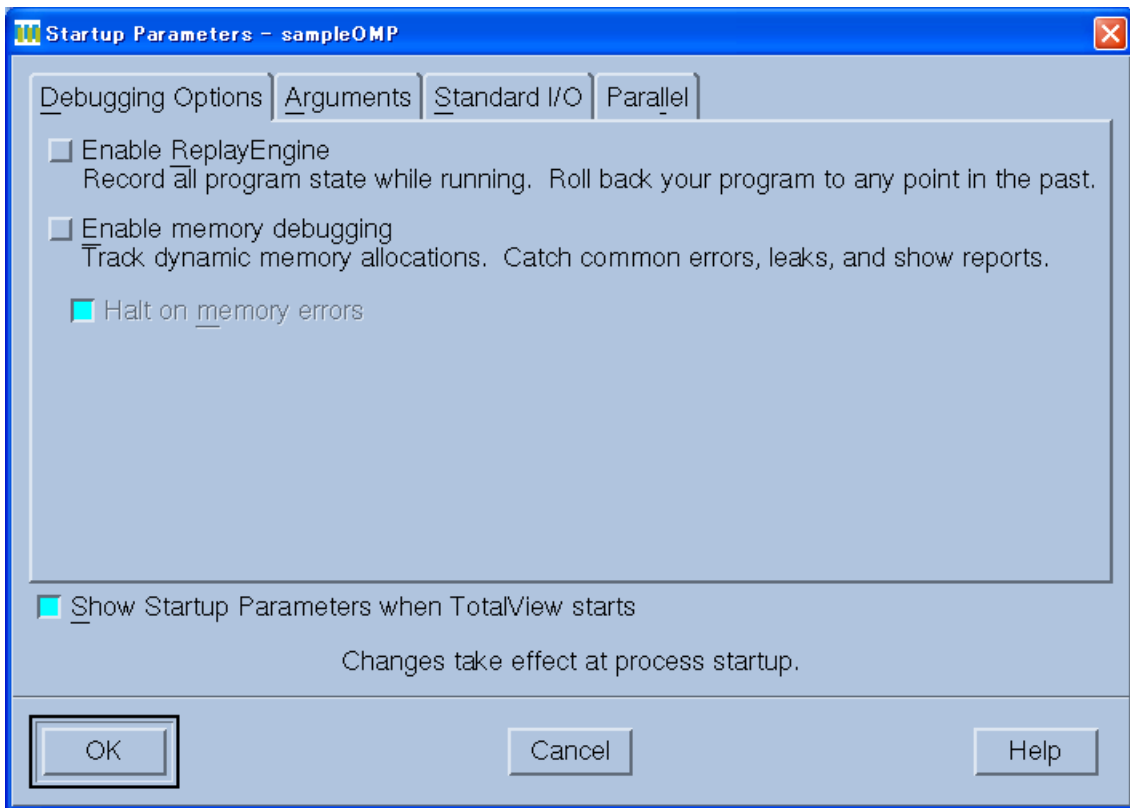 Startup Parameters - sampleOMP
Debugging Options Arguments Standard I/O Parallel
Enable ReplayEngine
Record all program state while running. Roll back your program to any point in the past.
Enable memory debugging
Track dynamic memory allocations. Catch common errors, leaks, and show reports.
Halt on memory errors
Show Startup Parameters when TotalView starts
Changes take effect at process startup.
OK Cancel Help